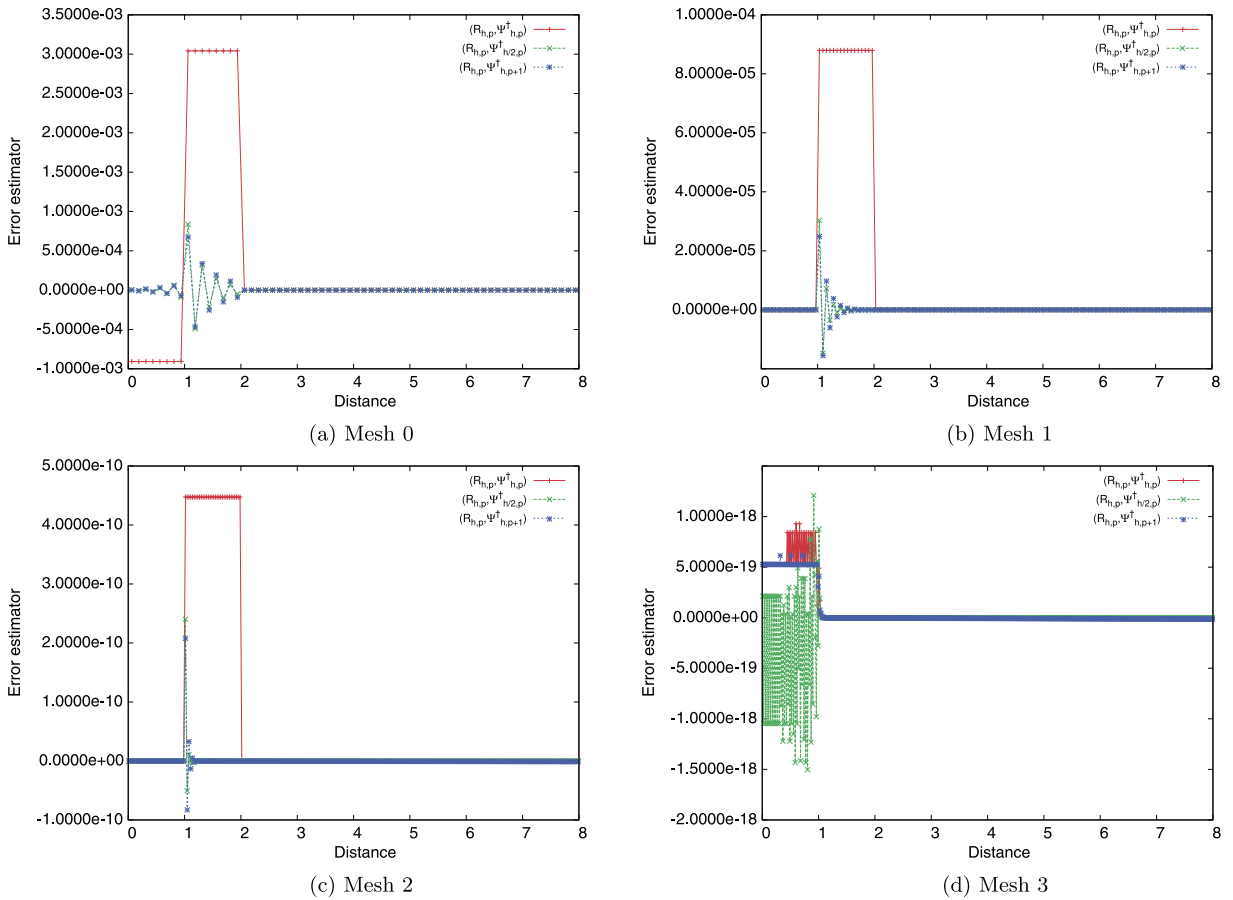 3.5000e-03
3.0000e-03
2.5000e-03
2.0000e-03
1.5000e-03
1.0000e-03
5.0000e-04
0.0000e+00
-5.0000e-04
-1.0000e-03
Error estimator
0 1 2 3 4 5 6 7 8
Distance
(R_{h,p},Ψ^†_{h,p})
(R_{h,p},Ψ^†_{h/2,p})
(R_{h,p},Ψ^†_{h,p+1})
(a) Mesh 0
1.0000e-04
8.0000e-05
6.0000e-05
4.0000e-05
2.0000e-05
0.0000e+00
Error estimator
0 1 2 3 4 5 6 7 8
Distance
(R_{h,p},Ψ^†_{h,p})
(R_{h,p},Ψ^†_{h/2,p})
(R_{h,p},Ψ^†_{h,p+1})
(b) Mesh 1
5.0000e-10
4.0000e-10
3.0000e-10
2.0000e-10
1.0000e-10
0.0000e+00
-1.0000e-10
Error estimator
0 1 2 3 4 5 6 7 8
Distance
(R_{h,p},Ψ^†_{h,p})
(R_{h,p},Ψ^†_{h/2,p})
(R_{h,p},Ψ^†_{h,p+1})
(c) Mesh 2
1.0000e-18
5.0000e-19
0.0000e+00
-5.0000e-19
-1.0000e-18
-1.5000e-18
-2.0000e-18
Error estimator
0 1 2 3 4 5 6 7 8
Distance
(R_{h,p},Ψ^†_{h,p})
(R_{h,p},Ψ^†_{h/2,p})
(R_{h,p},Ψ^†_{h,p+1})
(d) Mesh 3